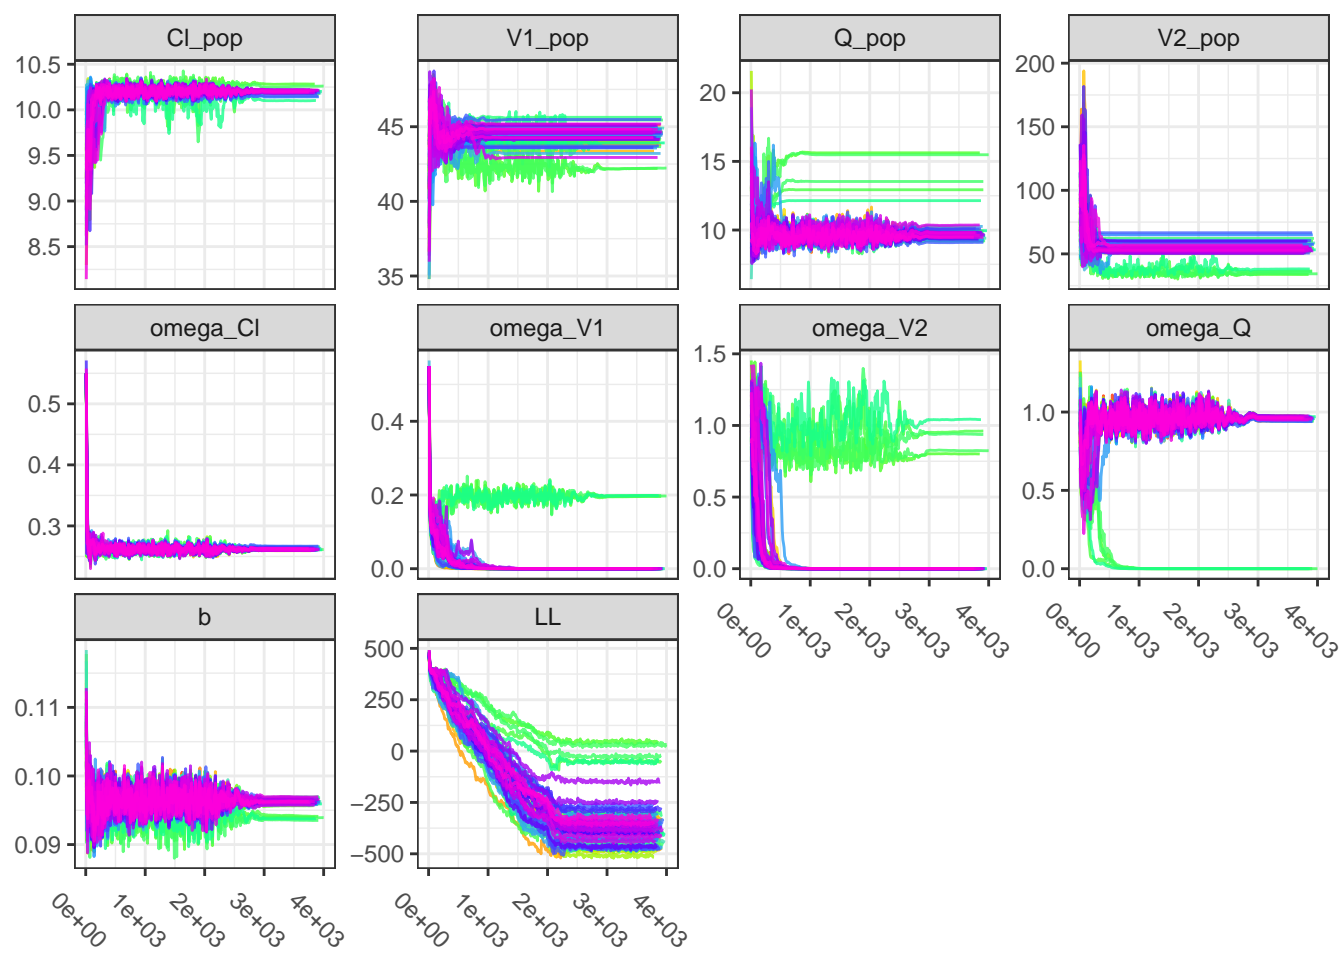 Cl_pop
V1_pop
Q_pop
V2_pop
10.5
10.0
9.5
9.0
8.5
45
40
35
20
15
10
200
150
100
50
omega_Cl
omega_V1
omega_V2
omega_Q
0.5
0.4
0.3
0.4
0.2
0.0
1.5
1.0
0.5
0.0
1.0
0.5
0.0
0e+00
1e+03
2e+03
3e+03
4e+03
0e+00
1e+03
2e+03
3e+03
4e+03
b
LL
0.11
0.10
0.09
500
250
0
−250
−500
0e+00
1e+03
2e+03
3e+03
4e+03
0e+00
1e+03
2e+03
3e+03
4e+03